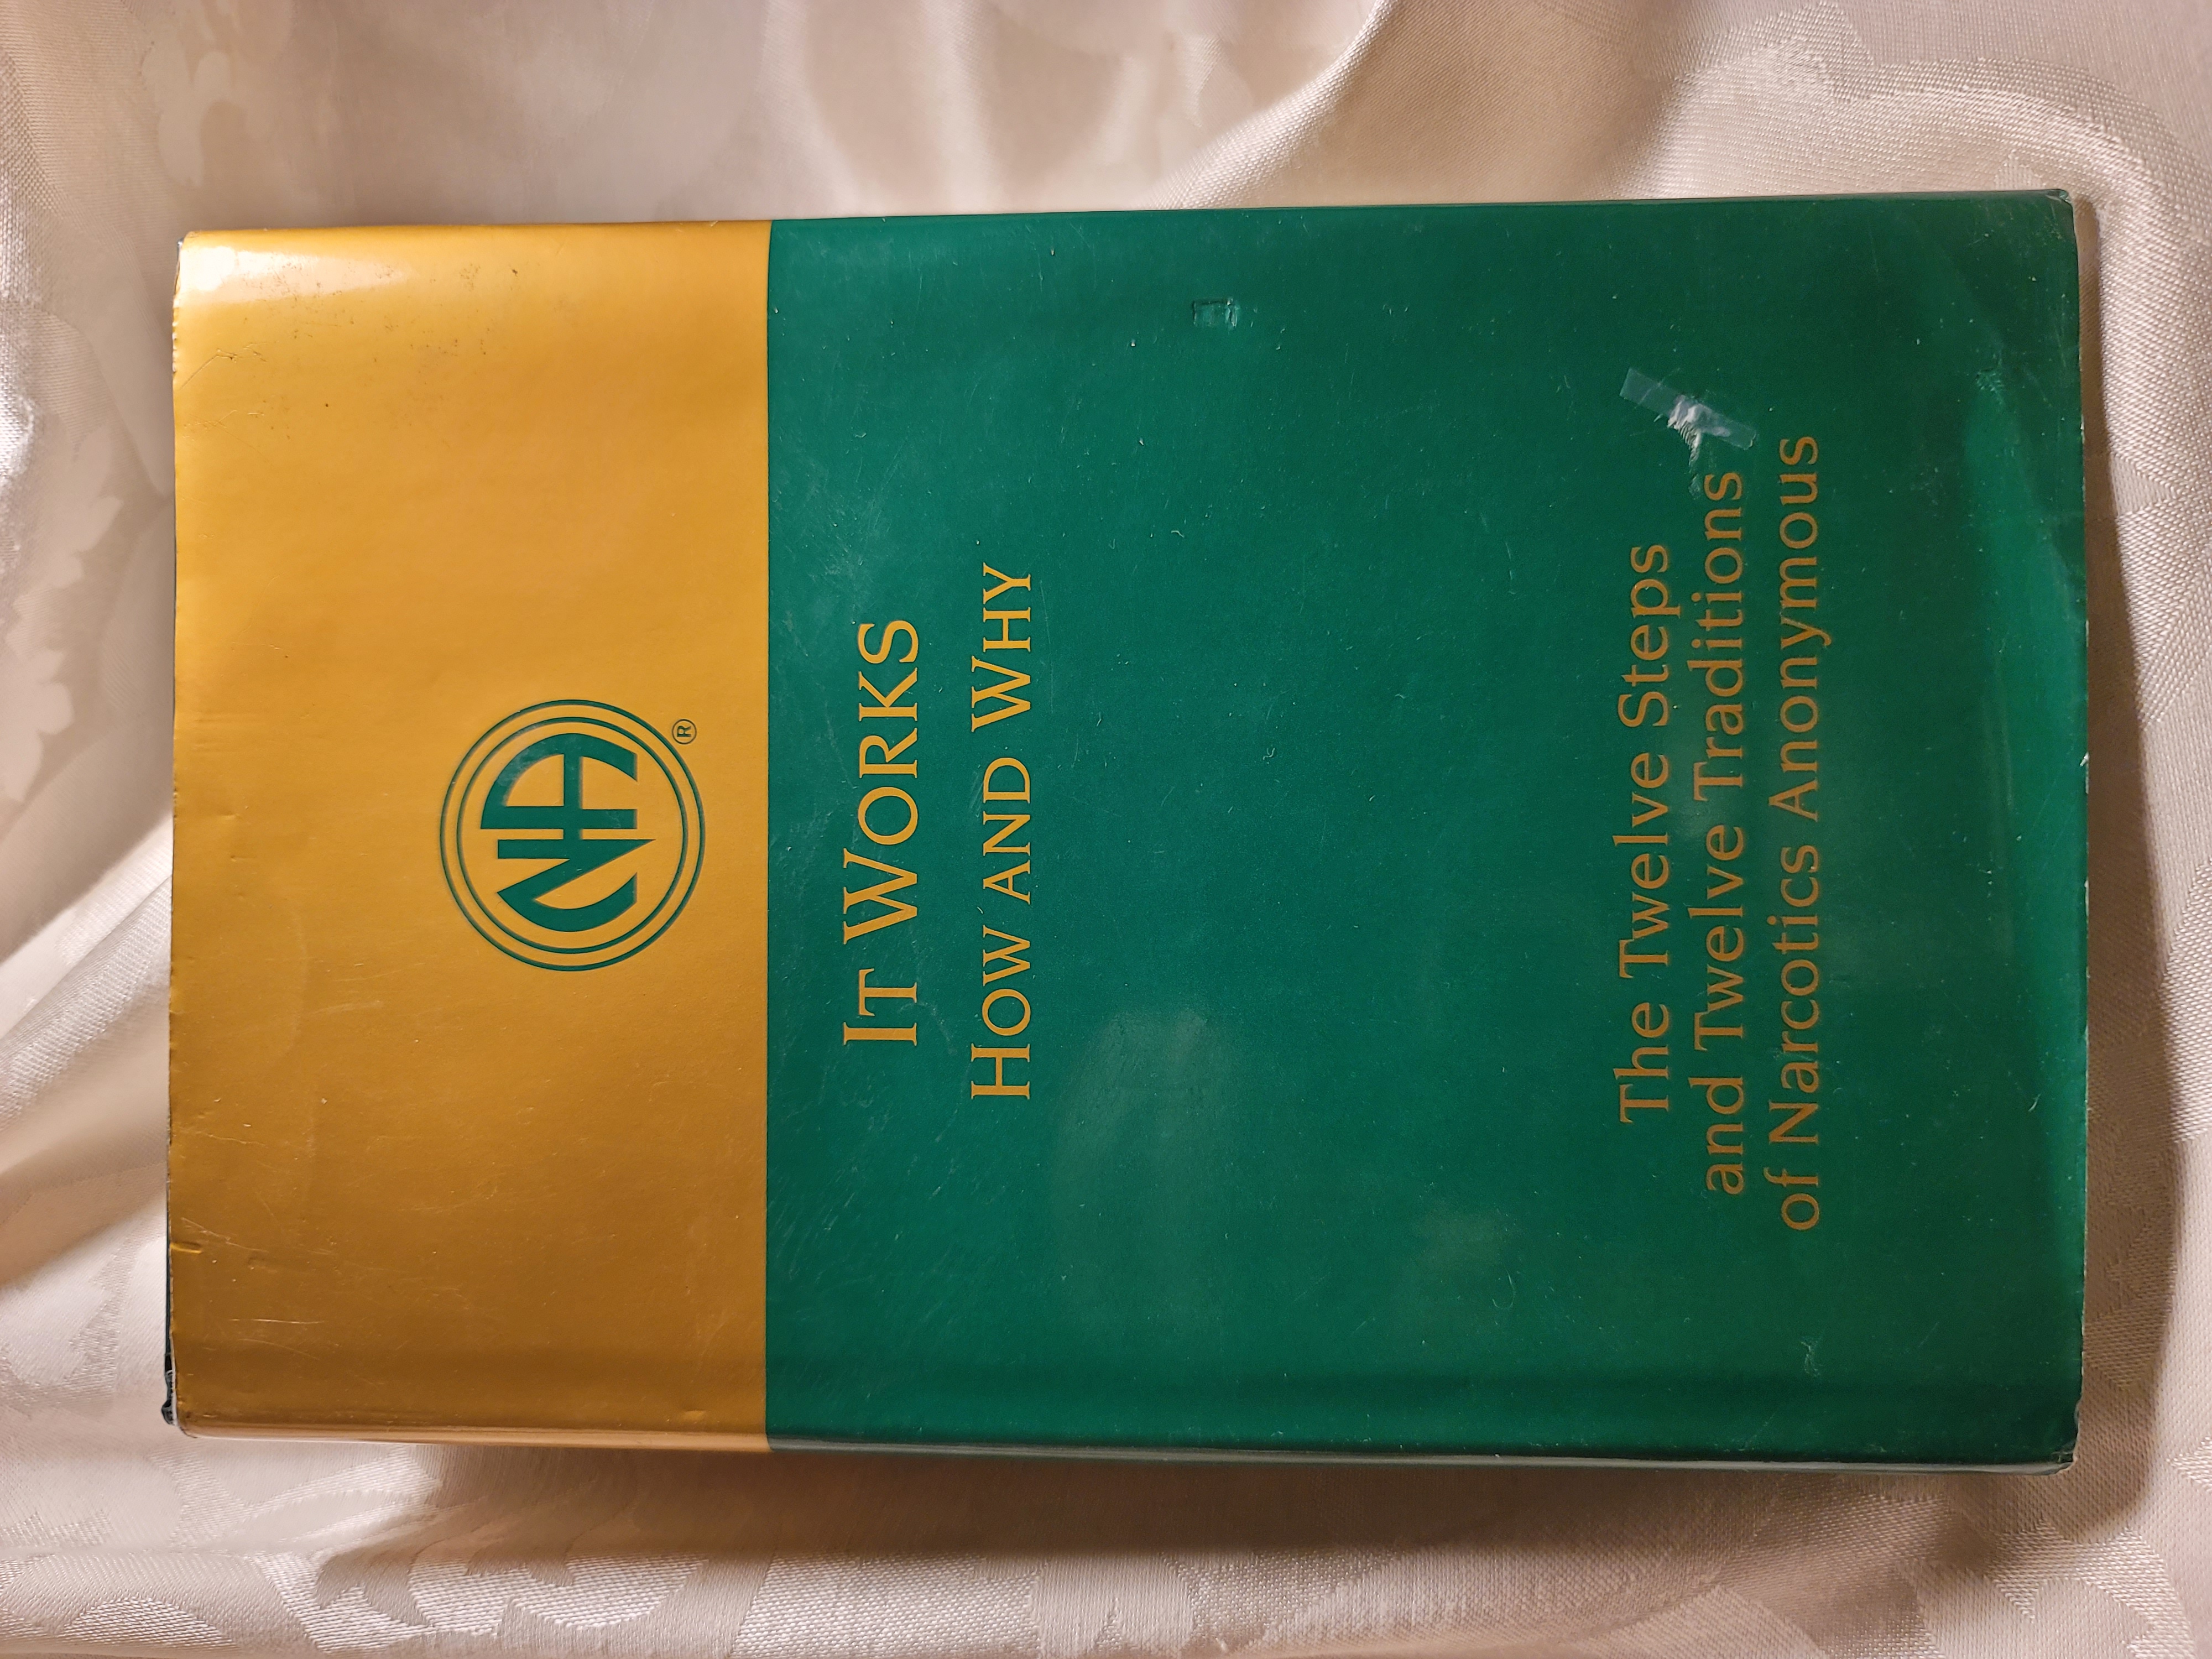 NA
®
IT WORKS
HOW AND WHY
The Twelve Steps
and Twelve Traditions
of Narcotics Anonymous